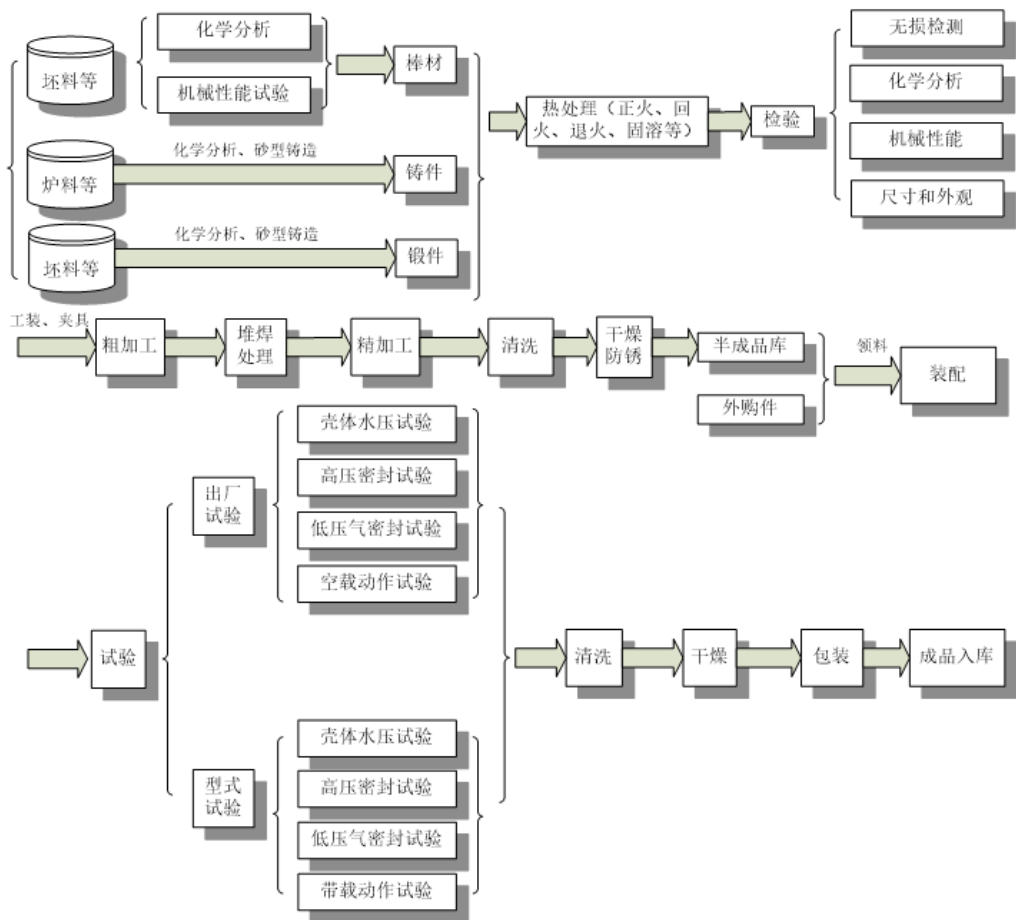 坯料等
化学分析
机械性能试验
棒材
炉料等
化学分析、砂型铸造
铸件
坯料等
化学分析、砂型铸造
锻件
热处理（正火、回
火、退火、固溶等）
检验
无损检测
化学分析
机械性能
尺寸和外观
工装、夹具
粗加工
堆焊
处理
精加工
清洗
干燥
防锈
半成品库
外购件
领料
装配
试验
出厂
试验
壳体水压试验
高压密封试验
低压气密封试验
空载动作试验
型式
试验
壳体水压试验
高压密封试验
低压气密封试验
带载动作试验
清洗
干燥
包装
成品入库